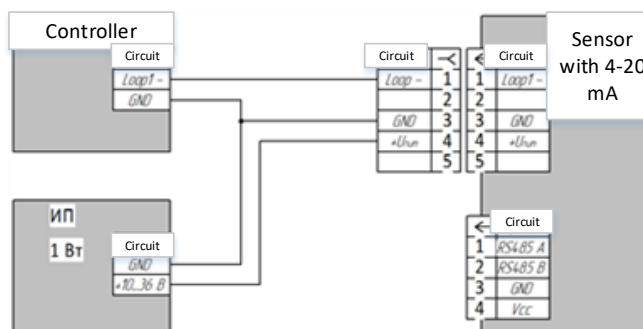 Controller
Circuit
Loop1 -
GND
Circuit
Loop -
GND
+Uпит
1
2
3
4
5
Circuit
1
2
3
4
5
Loop1 -
GND
+Uпит
Sensor
with 4-20
mA
ИП
1 Вт
Circuit
GND
+10...36 В
Circuit
1 RS485 A
2 RS485 B
3 GND
4 Vcc